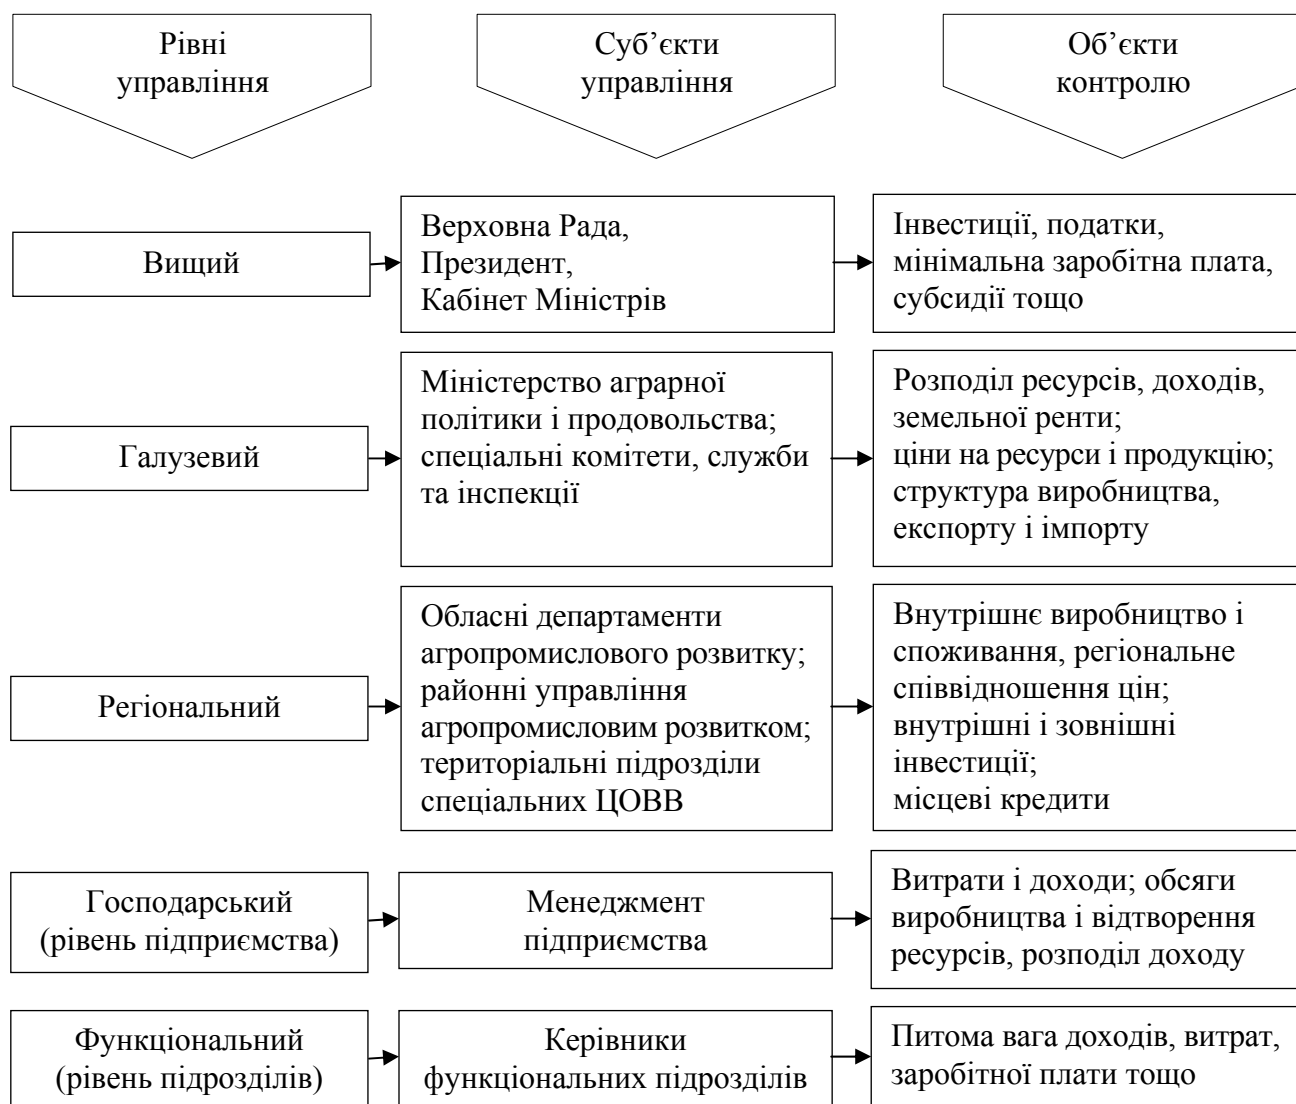 Рівні
управління
Суб’єкти
управління
Об’єкти
контролю
Вищий
Верховна Рада,
Президент,
Кабінет Міністрів
Інвестиції, податки,
мінімальна заробітна плата,
субсидії тощо
Галузевий
Міністерство аграрної
політики і продовольства;
спеціальні комітети, служби
та інспекції
Розподіл ресурсів, доходів,
земельної ренти;
ціни на ресурси і продукцію;
структура виробництва,
експорту і імпорту
Регіональний
Обласні департаменти
агропромислового розвитку;
районні управління
агропромисловим розвитком;
територіальні підрозділи
спеціальних ЦОВВ
Внутрішнє виробництво і
споживання, регіональне
співвідношення цін;
внутрішні і зовнішні
інвестиції;
місцеві кредити
Господарський
(рівень підприємства)
Менеджмент
підприємства
Витрати і доходи; обсяги
виробництва і відтворення
ресурсів, розподіл доходу
Функціональний
(рівень підрозділів)
Керівники
функціональних підрозділів
Питома вага доходів, витрат,
заробітної плати тощо